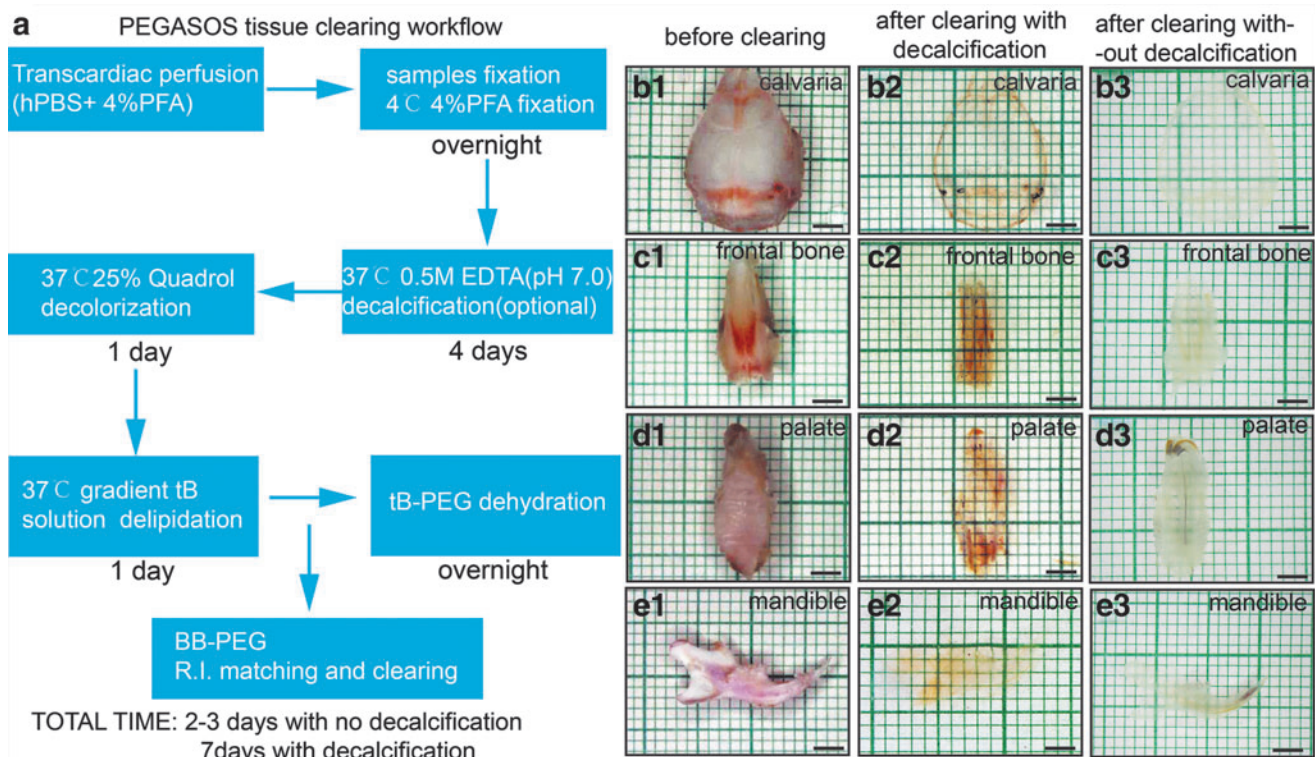 a
PEGASOS tissue clearing workflow
Transcardiac perfusion
(hPBS+ 4%PFA)
samples fixation
4℃ 4%PFA fixation
overnight
37℃ 0.5M EDTA(pH 7.0)
decalcification(optional)
4 days
37℃25% Quadrol
decolorization
1 day
37℃ gradient tB
solution delipidation
1 day
tB-PEG dehydration
overnight
BB-PEG
R.I. matching and clearing
TOTAL TIME: 2-3 days with no decalcification
7days with decalcification
before clearing
after clearing with
decalcification
after clearing with-
-out decalcification
b1 calvaria
b2 calvaria
b3 calvaria
c1 frontal bone
c2 frontal bone
c3 frontal bone
d1 palate
d2 palate
d3 palate
e1 mandible
e2 mandible
e3 mandible